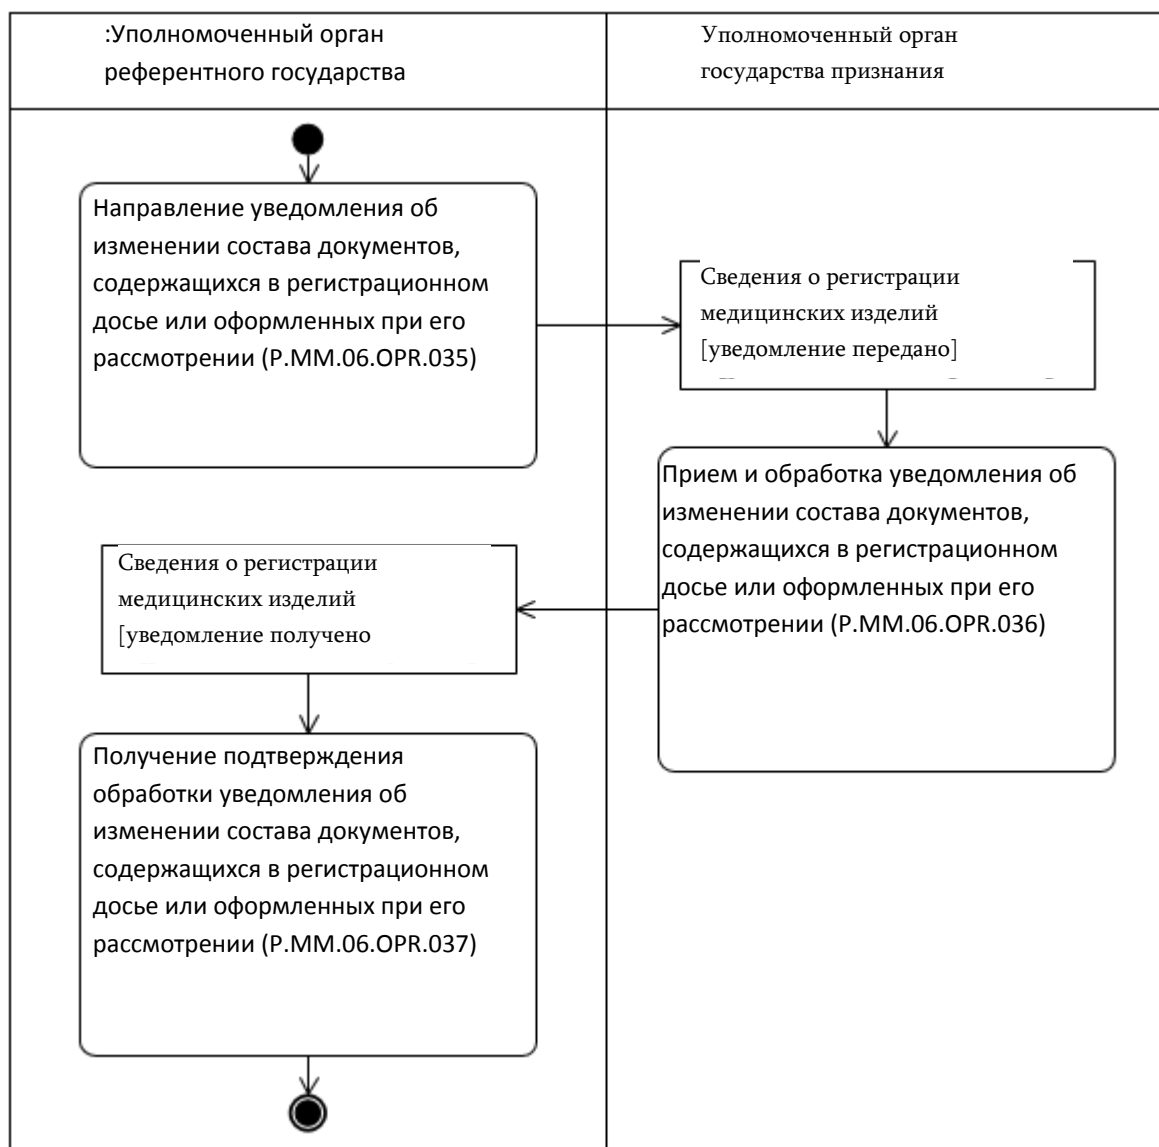 :Уполномоченный орган
референтного государства
Уполномоченный орган
государства признания
Направление уведомления об
изменении состава документов,
содержащихся в регистрационном
досье или оформленных при его
рассмотрении (P.MM.06.OPR.035)
Сведения о регистрации
медицинских изделий
[уведомление передано]
Прием и обработка уведомления об
изменении состава документов,
содержащихся в регистрационном
досье или оформленных при его
рассмотрении (P.MM.06.OPR.036)
Сведения о регистрации
медицинских изделий
[уведомление получено
Получение подтверждения
обработки уведомления об
изменении состава документов,
содержащихся в регистрационном
досье или оформленных при его
рассмотрении (P.MM.06.OPR.037)